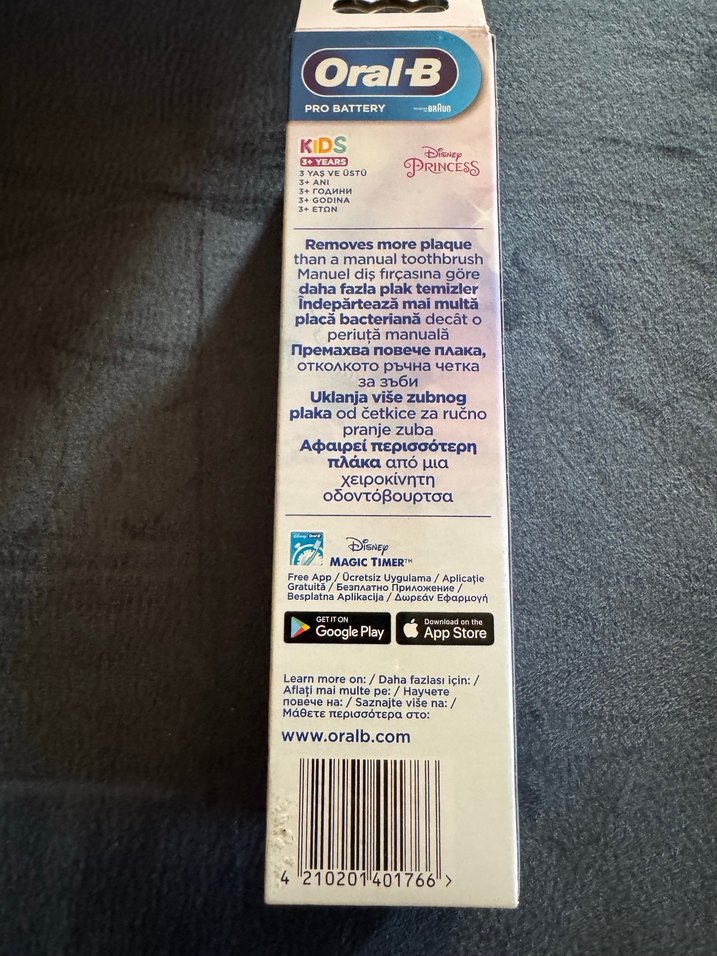 Oral-B
PRO BATTERY
BRAUN
KIDS
3+ YEARS
3 YAŞ VE ÜSTÜ
3+ ANI
3+ ГОДИНИ
3+ GODINA
3+ ΕΤΩΝ
Disney
PRINCESS
Removes more plaque
than a manual toothbrush
Manuel diş fırçasına göre
daha fazla plak temizler
Îndepărtează mai multă
placă bacteriană decât o
periuță manuală
Премахва повече плака,
отколкото ръчна четка
за зъби
Uklanja više zubnog
plaka od četkice za ručno
pranje zuba
Αφαιρεί περισσότερη
πλάκα από μια
χειροκίνητη
οδοντόβουρτσα
Disney Oral-B
Disney
MAGIC TIMER™
Free App / Ücretsiz Uygulama / Aplicație
Gratuită / Безплатно Приложение /
Besplatna Aplikacija / Δωρεάν Εφαρμογή
GET IT ON
Google Play
Download on the
App Store
Learn more on: / Daha fazlası için: /
Aflați mai multe pe: / Научете
повече на: / Saznajte više na: /
Μάθετε περισσότερα στο:
www.oralb.com
4 210201 401766 >